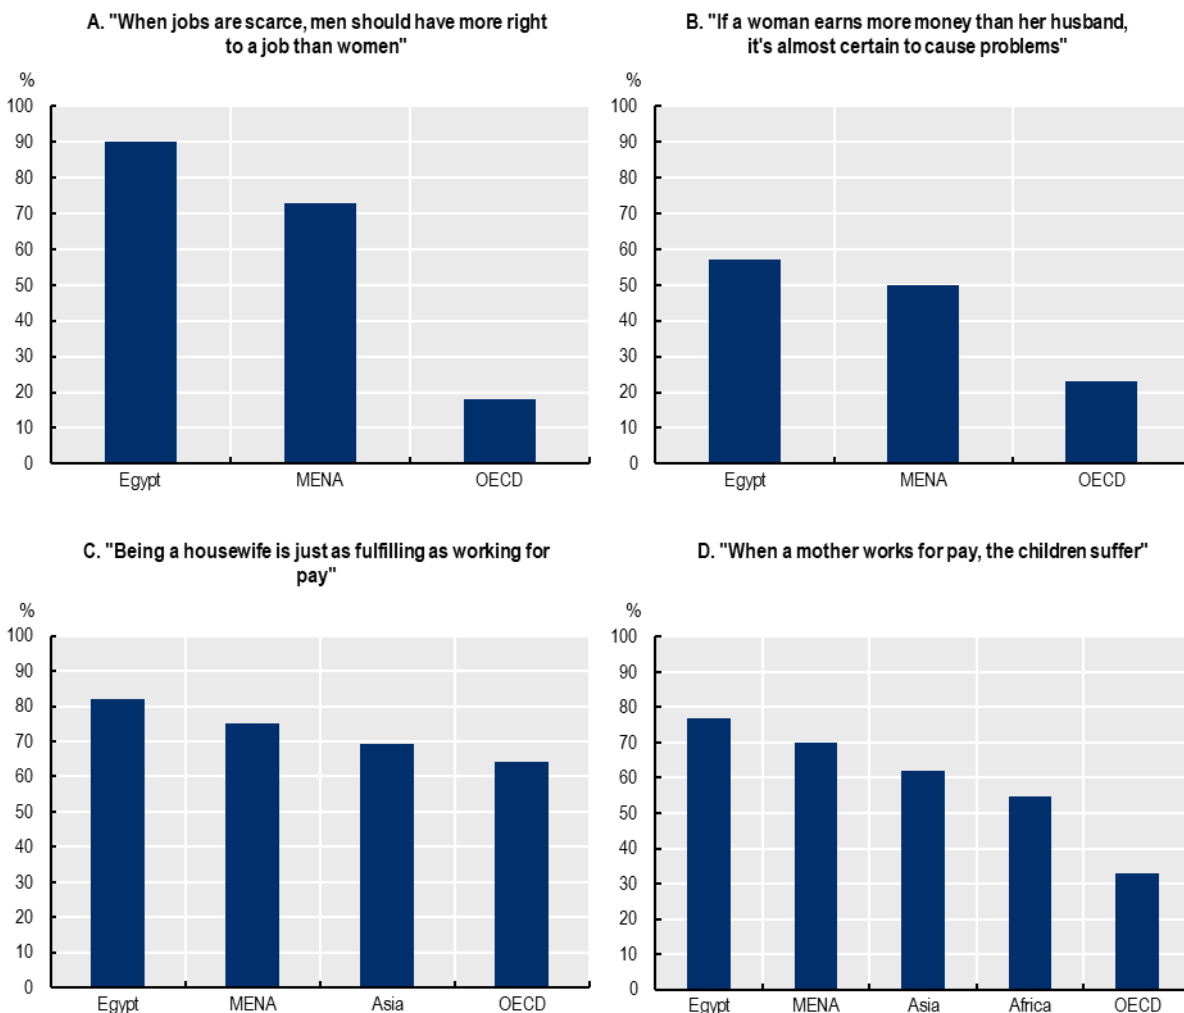 A. "When jobs are scarce, men should have more right
to a job than women"
%
100
90
80
70
60
50
40
30
20
10
0
Egypt
MENA
OECD
B. "If a woman earns more money than her husband,
it's almost certain to cause problems"
%
100
90
80
70
60
50
40
30
20
10
0
Egypt
MENA
OECD
C. "Being a housewife is just as fulfilling as working for
pay"
%
100
90
80
70
60
50
40
30
20
10
0
Egypt
MENA
Asia
OECD
D. "When a mother works for pay, the children suffer"
%
100
90
80
70
60
50
40
30
20
10
0
Egypt
MENA
Asia
Africa
OECD